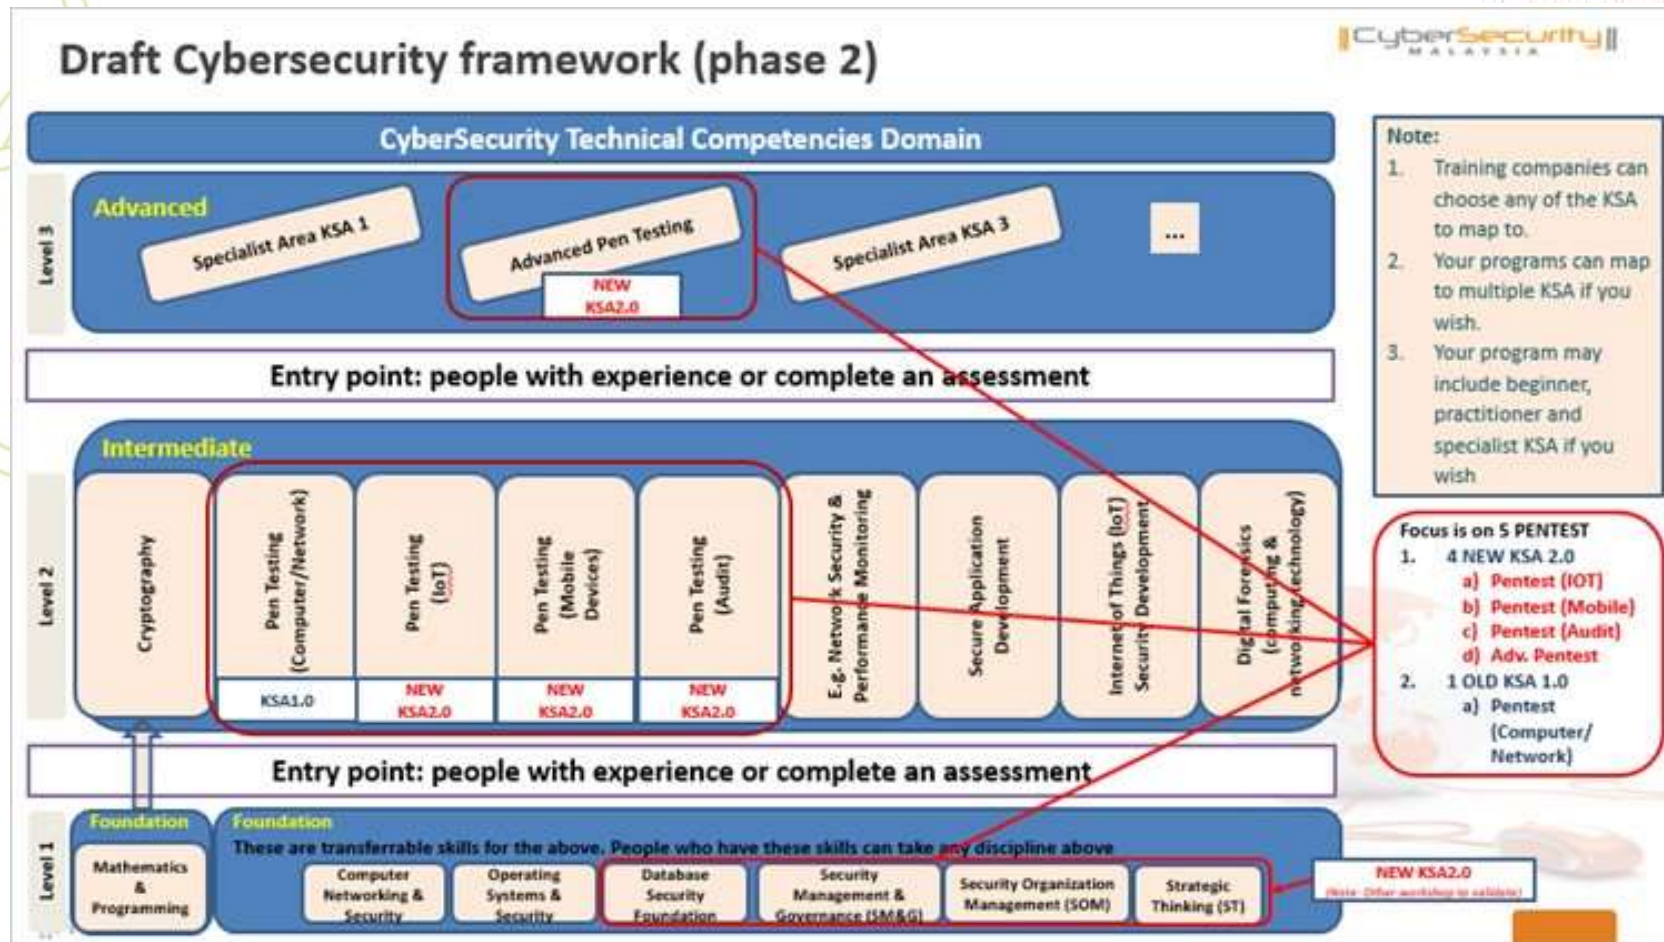 Draft Cybersecurity framework (phase 2)
CyberSecurity
MALAYSIA
CyberSecurity Technical Competencies Domain
Level 3
Advanced
Specialist Area KSA 1
Advanced Pen Testing
NEW
KSA2.0
Specialist Area KSA 3
...
Entry point: people with experience or complete an assessment
Level 2
Intermediate
Cryptography
Pen Testing
(Computer/Network)
KSA1.0
Pen Testing
(IoT)
NEW
KSA2.0
Pen Testing
(Mobile
Devices)
NEW
KSA2.0
Pen Testing
(Audit)
NEW
KSA2.0
E.g. Network Security &
Performance Monitoring
Secure Application
Development
Internet of Things (IoT)
Security Development
Digital Forensics
(computing &
networking technology)
Entry point: people with experience or complete an assessment
Level 1
Foundation
Mathematics
&
Programming
Foundation
These are transferrable skills for the above. People who have these skills can take any discipline above
Computer
Networking &
Security
Operating
Systems &
Security
Database
Security
Foundation
Security
Management &
Governance (SM&G)
Security Organization
Management (SOM)
Strategic
Thinking (ST)
Note:
1. Training companies can
choose any of the KSA
to map to.
2. Your programs can map
to multiple KSA if you
wish.
3. Your program may
include beginner,
practitioner and
specialist KSA if you
wish
Focus is on 5 PENTEST
1. 4 NEW KSA 2.0
a) Pentest (IOT)
b) Pentest (Mobile)
c) Pentest (Audit)
d) Adv. Pentest
2. 1 OLD KSA 1.0
a) Pentest
(Computer/
Network)
NEW KSA2.0
(Note: Other workshop to validate)